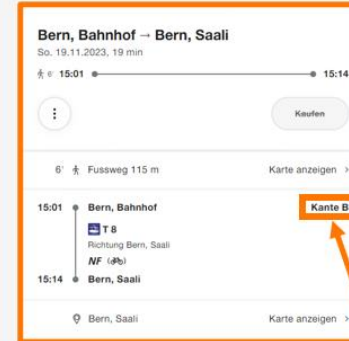 Bern, Bahnhof → Bern, Saali
So. 19.11.2023, 19 min
6' 15:01 15:14
Kaufen
6' Fussweg 115 m Karte anzeigen >
15:01 Bern, Bahnhof Kante B
T 8
Richtung Bern, Saali
NF
15:14 Bern, Saali
Bern, Saali Karte anzeigen >